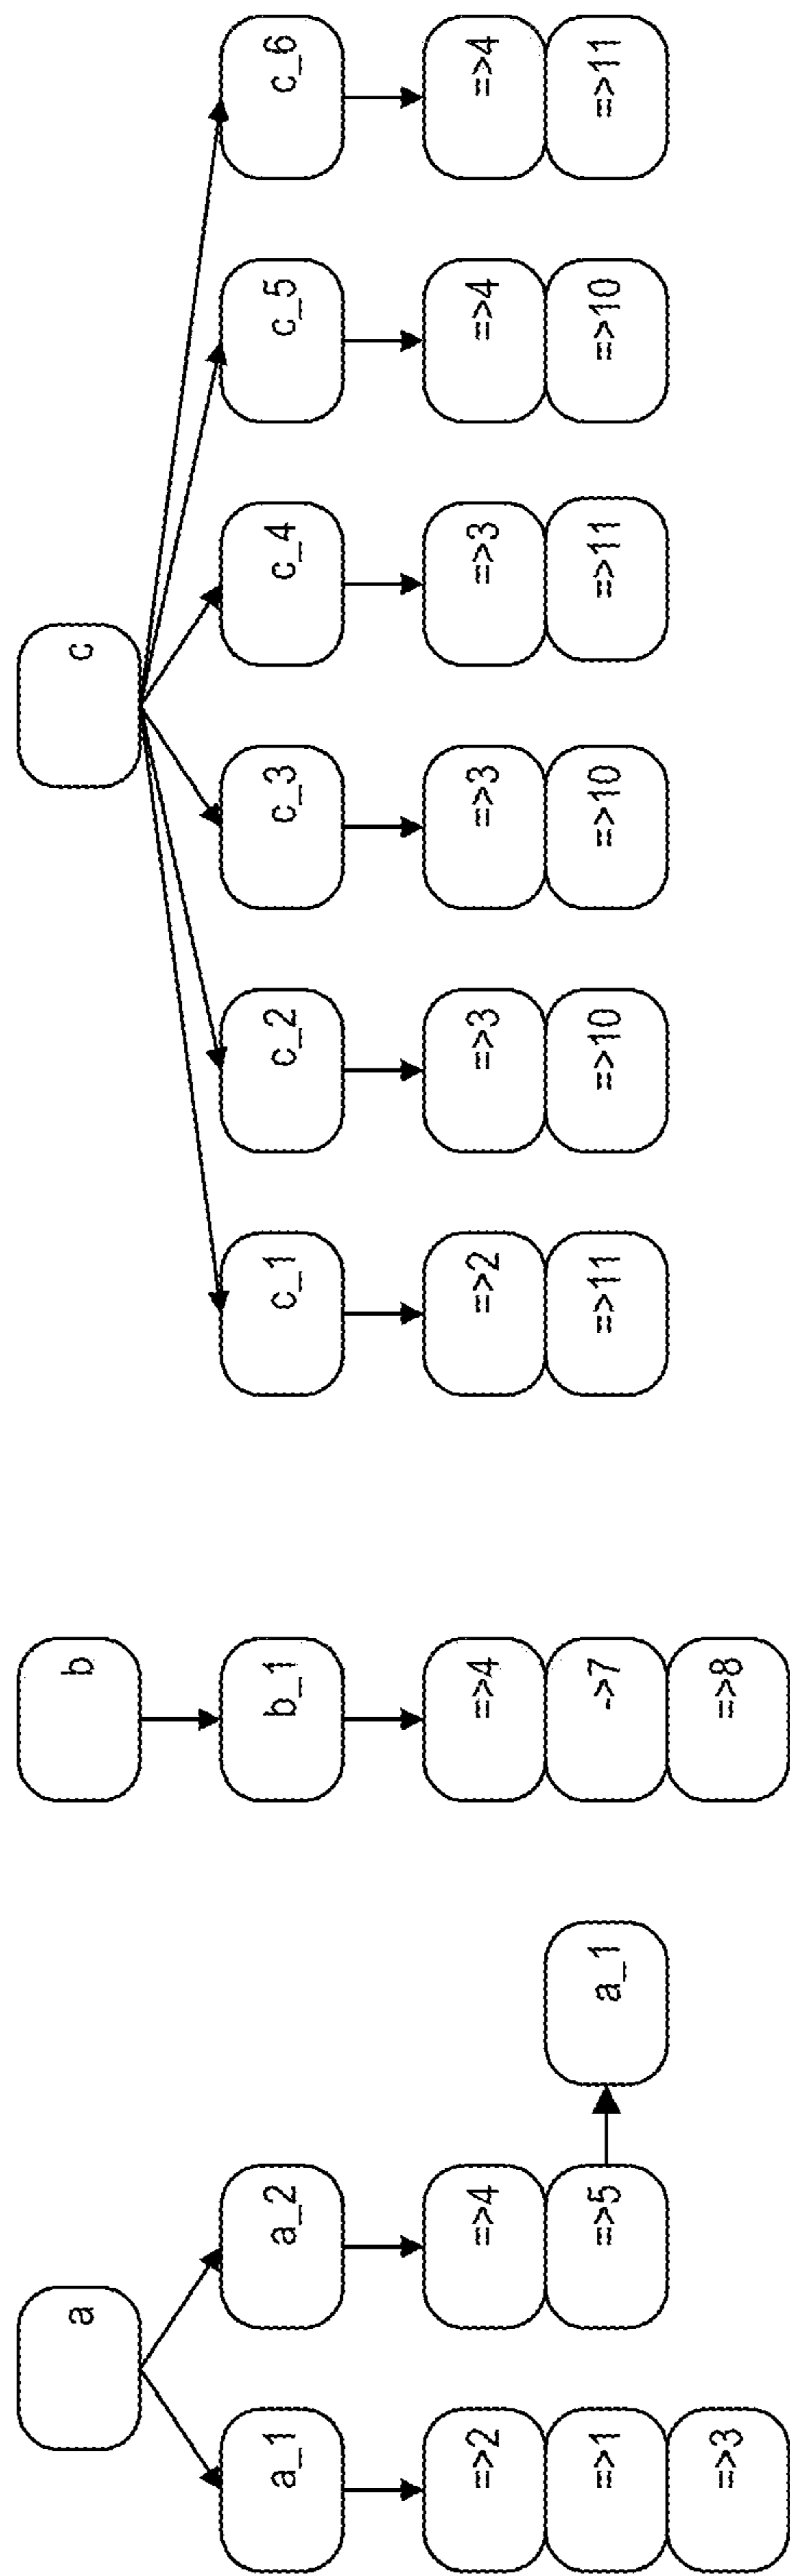 a
a_1
=>2
=>1
=>3
a_2
=>4
=>5
a_1
b
b_1
=>4
->7
=>8
c
c_1
=>2
=>11
c_2
=>3
=>10
c_3
=>3
=>10
c_4
=>3
=>11
c_5
=>4
=>10
c_6
=>4
=>11